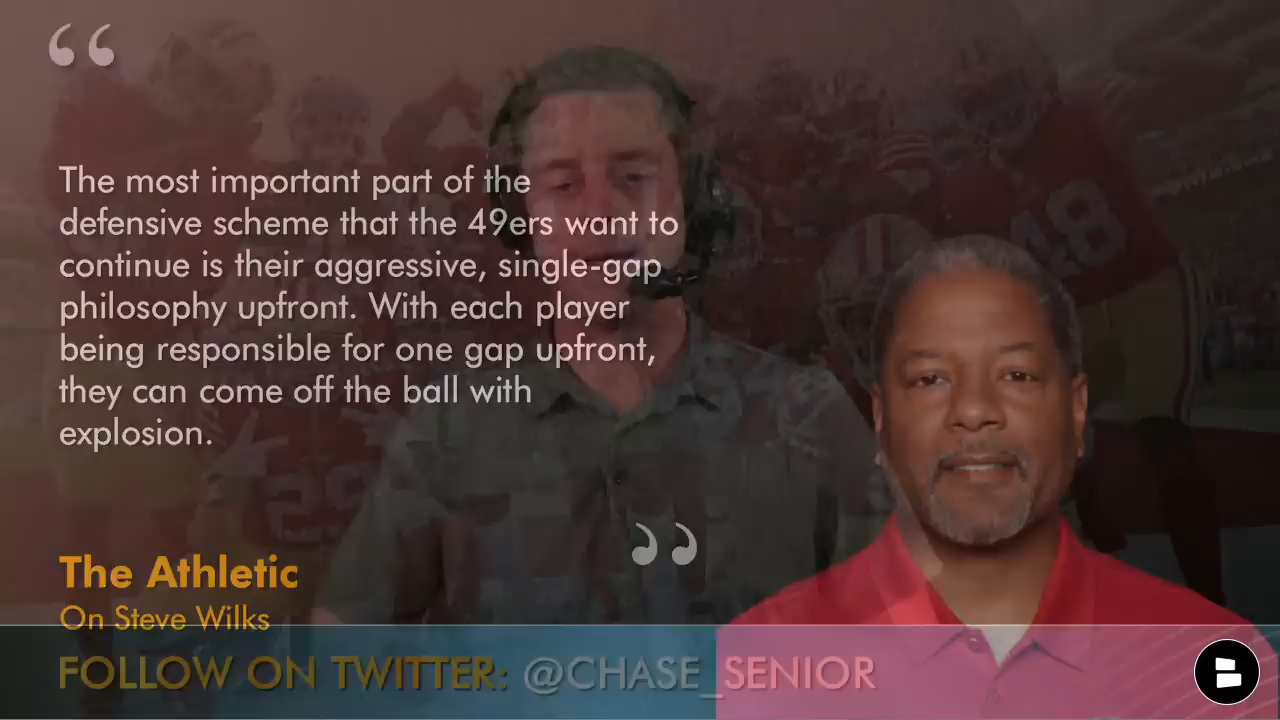 “
The most important part of the
defensive scheme that the 49ers want to
continue is their aggressive, single-gap
philosophy upfront. With each player
being responsible for one gap upfront,
they can come off the ball with
explosion.
”
The Athletic
On Steve Wilks
FOLLOW ON TWITTER: @CHASE_SENIOR
48
29